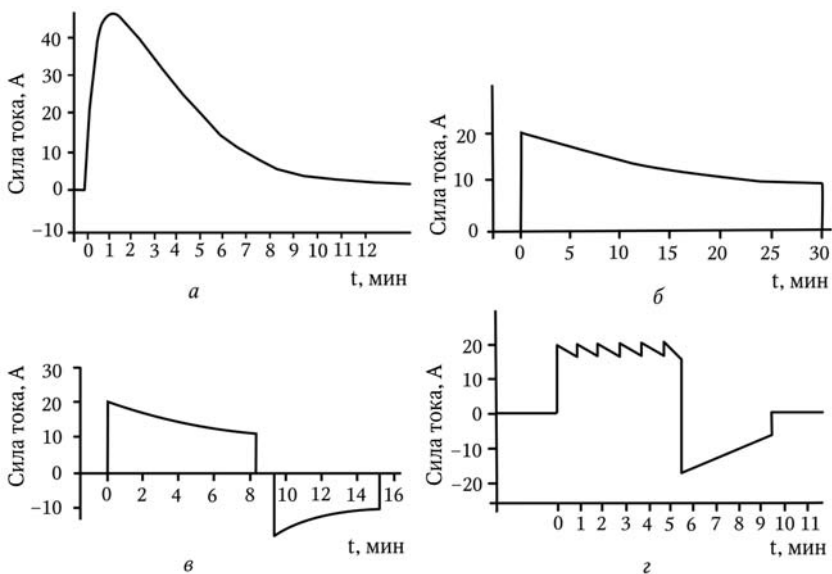 Сила тока, А
40
30
20
10
0
−10
0 1 2 3 4 5 6 7 8 9 10 11 12
t, мин
а
Сила тока, А
20
10
0
0 5 10 15 20 25 30
t, мин
б
Сила тока, А
30
20
10
0
−10
0 2 4 6 8 10 12 14 16
t, мин
в
Сила тока, А
20
10
0
−10
−20
0 1 2 3 4 5 6 7 8 9 10 11
t, мин
г